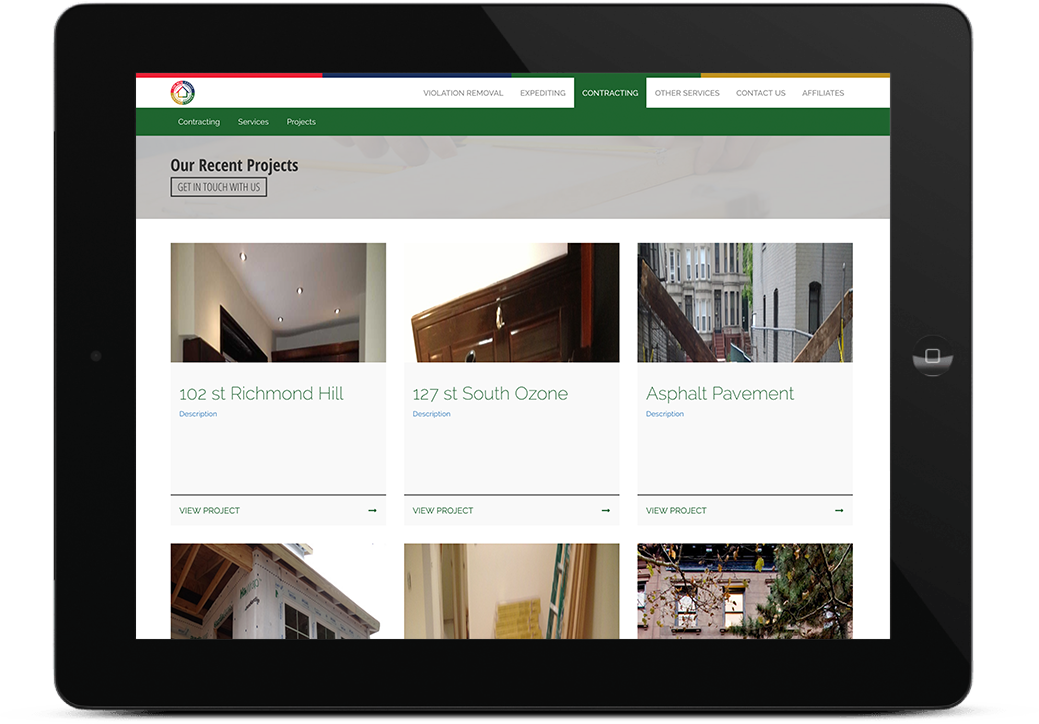 VIOLATION REMOVAL EXPEDITING CONTRACTING OTHER SERVICES CONTACT US AFFILIATES
Contracting Services Projects
Our Recent Projects
GET IN TOUCH WITH US
102 st Richmond Hill
Description
VIEW PROJECT
127 st South Ozone
Description
VIEW PROJECT
Asphalt Pavement
Description
VIEW PROJECT